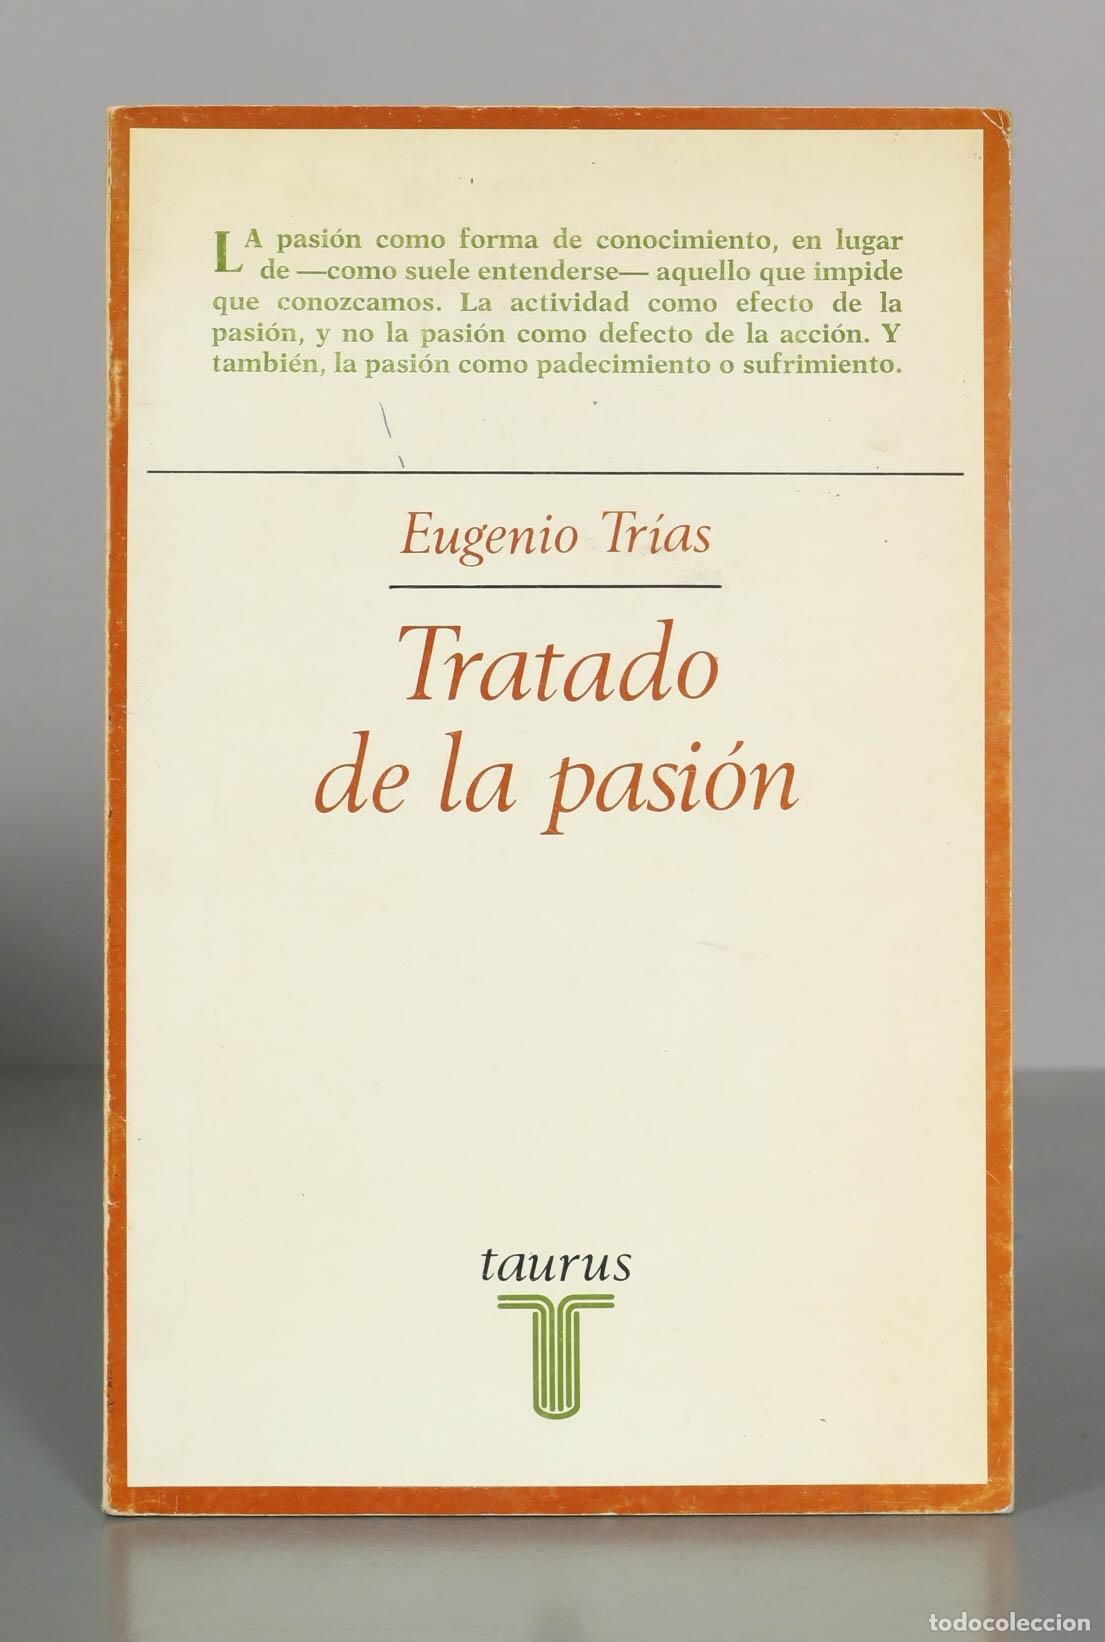 LA pasión como forma de conocimiento, en lugar
de —como suele entenderse— aquello que impide
que conozcamos. La actividad como efecto de la
pasión, y no la pasión como defecto de la acción. Y
también, la pasión como padecimiento o sufrimiento.
Eugenio Trías
Tratado
de la pasión
taurus
todocoleccion